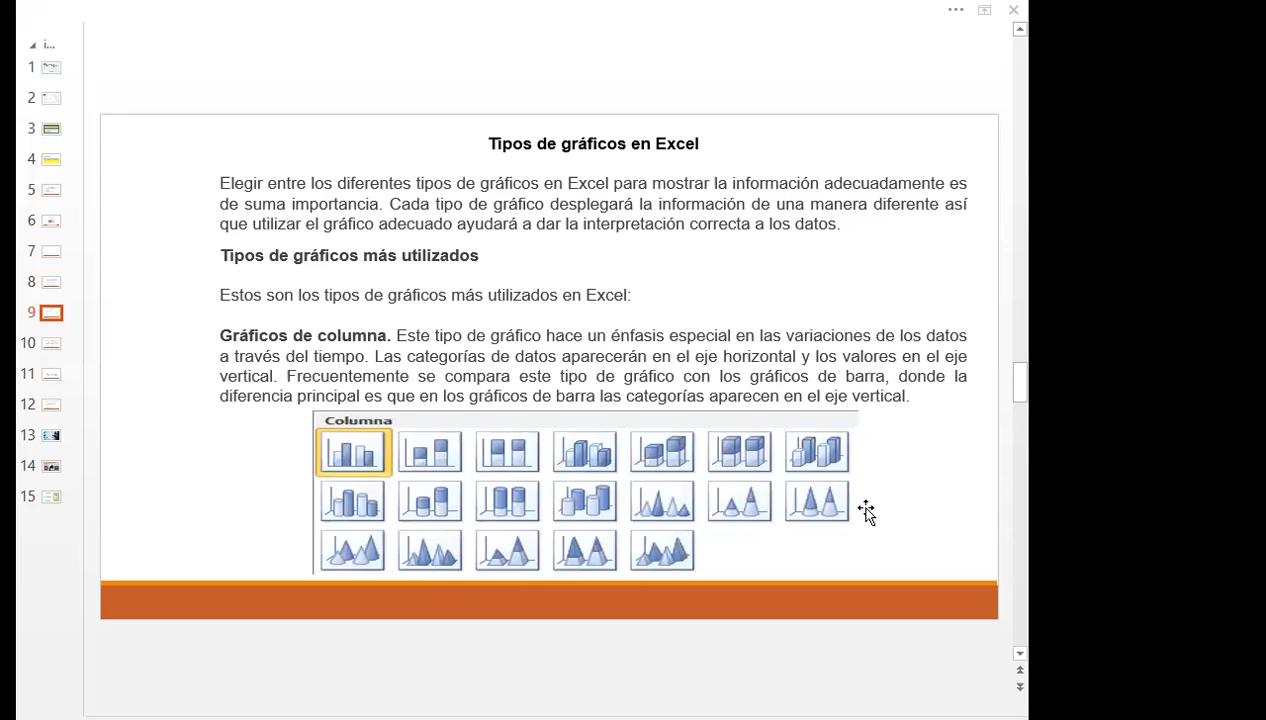 i...
1
2
3
4
5
6
7
8
9
10
11
12
13
14
15
Tipos de gráficos en Excel
Elegir entre los diferentes tipos de gráficos en Excel para mostrar la información adecuadamente es
de suma importancia. Cada tipo de gráfico desplegará la información de una manera diferente así
que utilizar el gráfico adecuado ayudará a dar la interpretación correcta a los datos.
Tipos de gráficos más utilizados
Estos son los tipos de gráficos más utilizados en Excel:
Gráficos de columna. Este tipo de gráfico hace un énfasis especial en las variaciones de los datos
a través del tiempo. Las categorías de datos aparecerán en el eje horizontal y los valores en el eje
vertical. Frecuentemente se compara este tipo de gráfico con los gráficos de barra, donde la
diferencia principal es que en los gráficos de barra las categorías aparecen en el eje vertical.
Columna